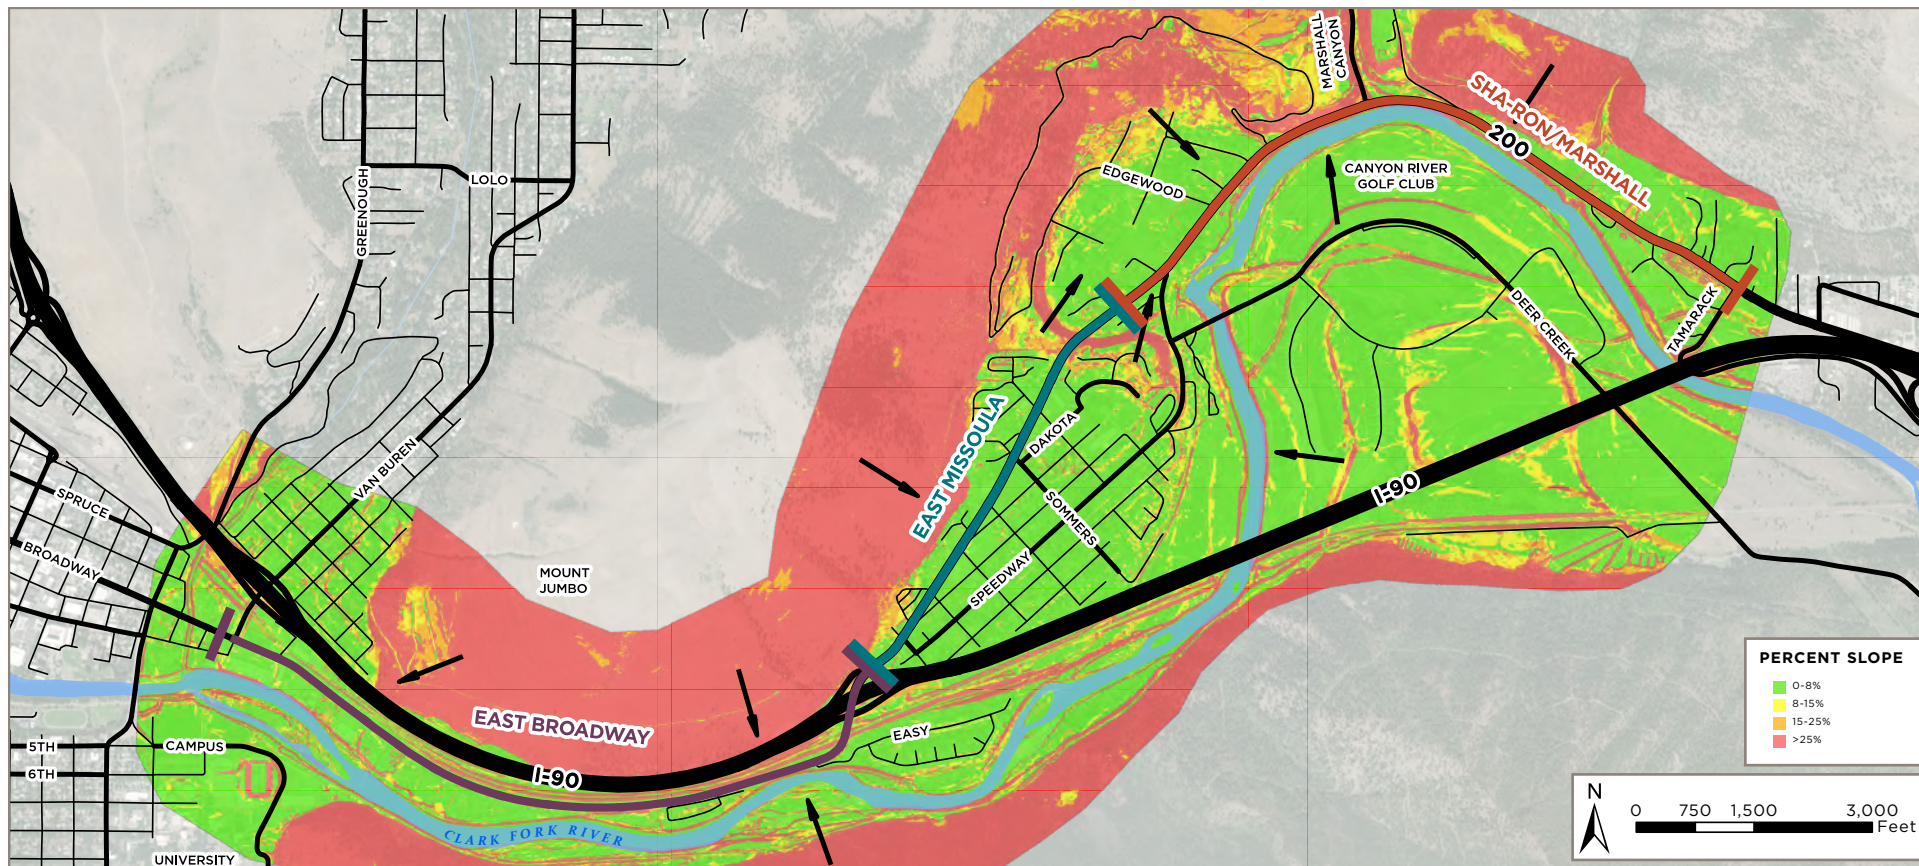 MARSHALL
CANYON
SHA-RON/MARSHALL
200
CANYON RIVER
GOLF CLUB
EDGEWOOD
LOLO
GREENOUGH
DEER CREEK
TAMARACK
DAKOTA
EAST MISSOULA
VAN BUREN
SOMMERS
I-90
SPRUCE
BROADWAY
SPEEDWAY
MOUNT
JUMBO
EAST BROADWAY
EASY
5TH
CAMPUS
6TH
I-90
CLARK FORK RIVER
UNIVERSITY
PERCENT SLOPE
0-8%
8-15%
15-25%
>25%
N
0 750 1,500 3,000
Feet